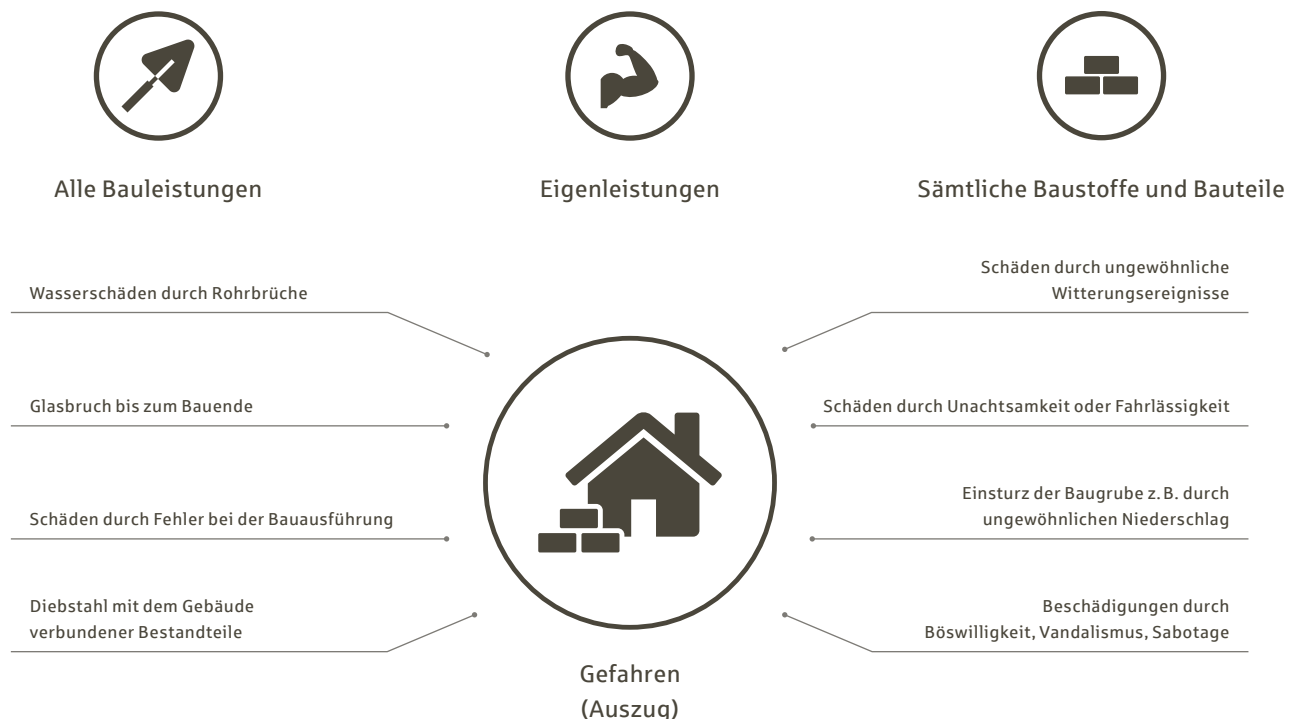 Alle Bauleistungen
Eigenleistungen
Sämtliche Baustoffe und Bauteile
Wasserschäden durch Rohrbrüche
Glasbruch bis zum Bauende
Schäden durch Fehler bei der Bauausführung
Diebstahl mit dem Gebäude
verbundener Bestandteile
Schäden durch ungewöhnliche
Witterungsereignisse
Schäden durch Unachtsamkeit oder Fahrlässigkeit
Einsturz der Baugrube z. B. durch
ungewöhnlichen Niederschlag
Beschädigungen durch
Böswilligkeit, Vandalismus, Sabotage
Gefahren
(Auszug)